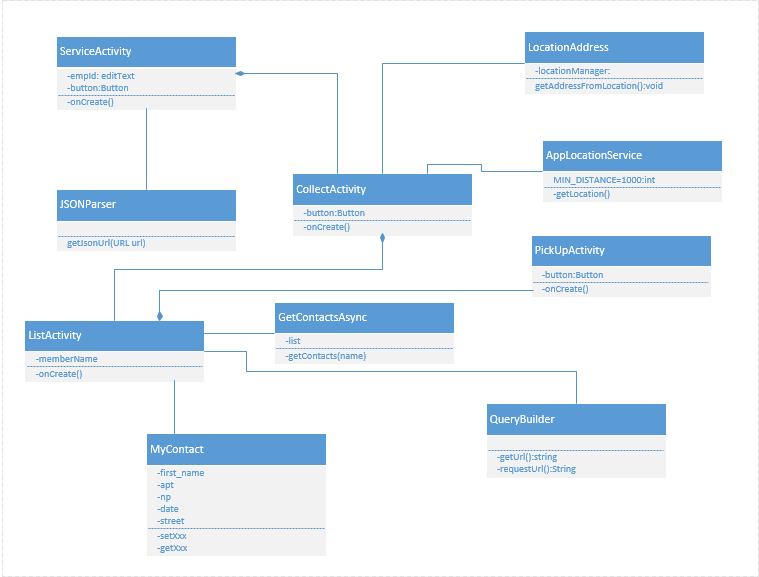 ServiceActivity
-empId: editText
-button:Button
-onCreate()
LocationAddress
-locationManager:
getAddressFromLocation():void
AppLocationService
MIN_DISTANCE=1000:int
-getLocation()
CollectActivity
-button:Button
-onCreate()
JSONParser
getJsonUrl(URL url)
PickUpActivity
-button:Button
-onCreate()
GetContactsAsync
-list
-getContacts(name)
ListActivity
-memberName
-onCreate()
QueryBuilder
-getUrl():string
-requestUrl():String
MyContact
-first_name
-apt
-np
-date
-street
-setXxx
-getXxx